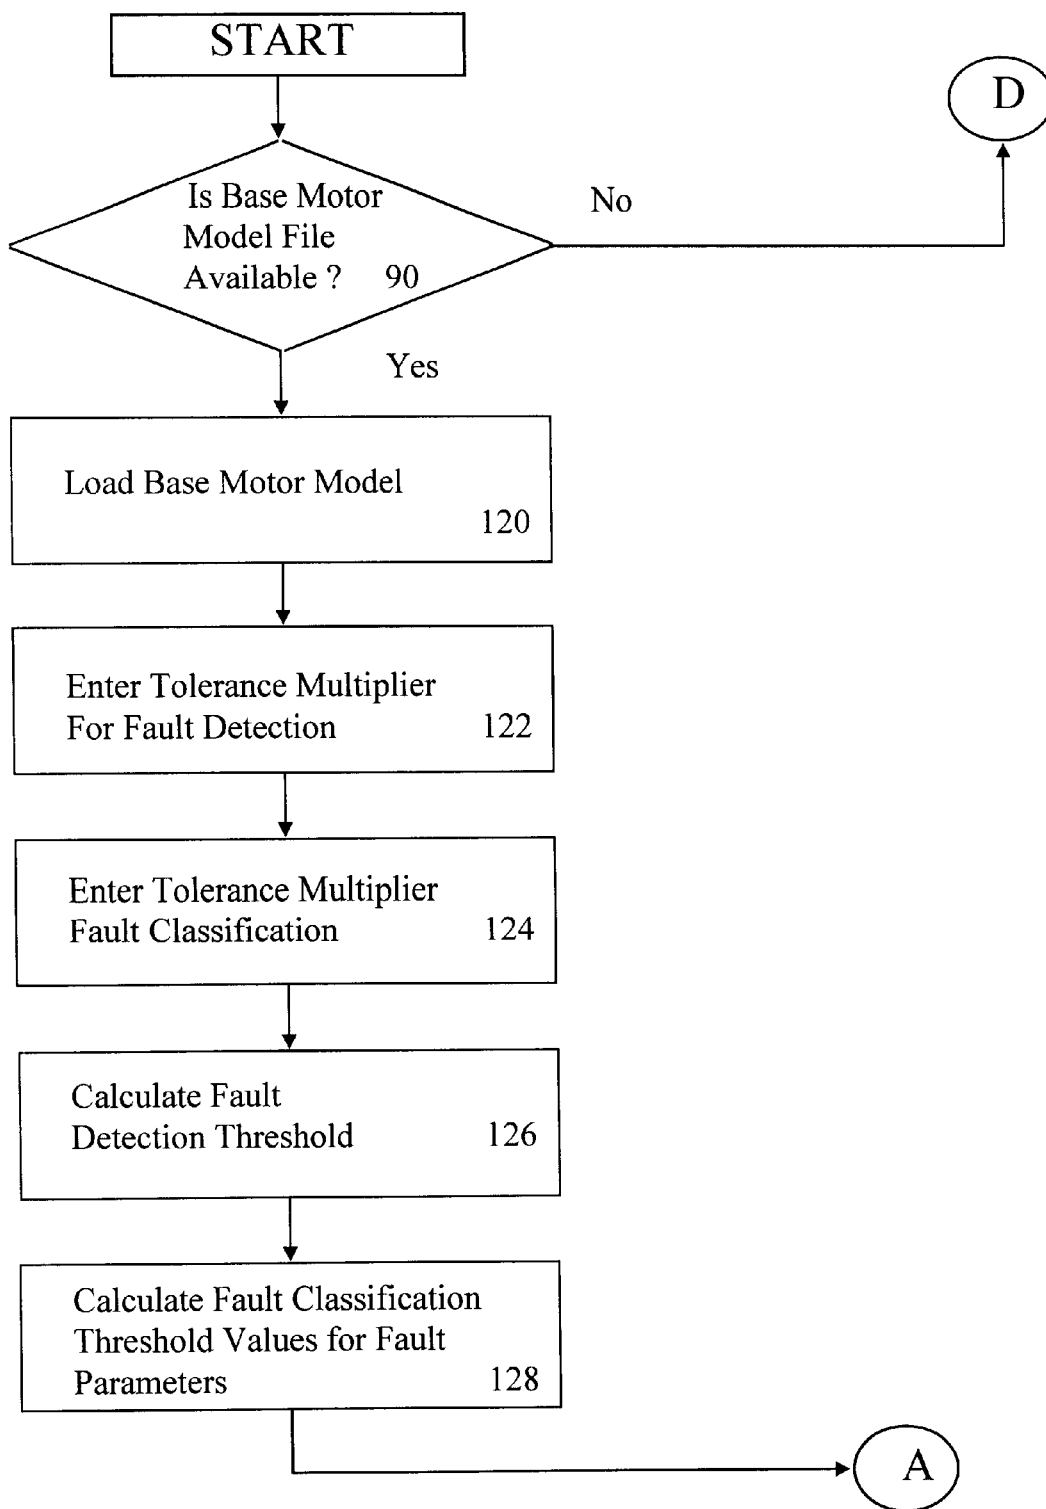 START
D
Is Base Motor
Model File
Available ? 90
No
Yes
Load Base Motor Model
120
Enter Tolerance Multiplier
For Fault Detection 122
Enter Tolerance Multiplier
Fault Classification 124
Calculate Fault
Detection Threshold 126
Calculate Fault Classification
Threshold Values for Fault
Parameters 128
A